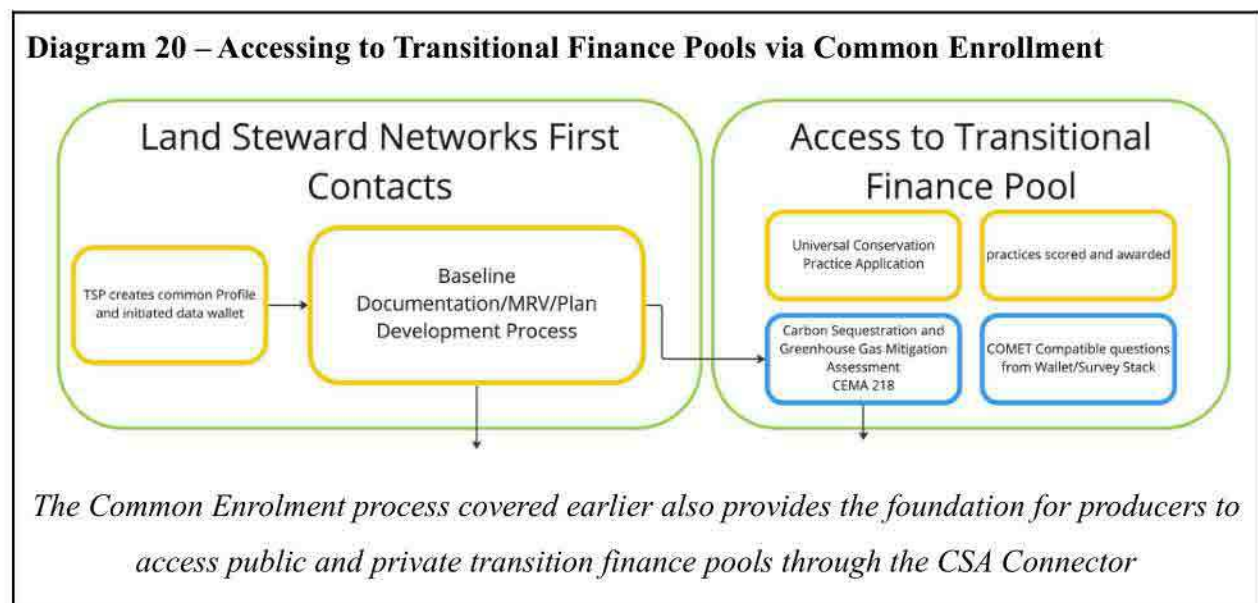 Diagram 20 – Accessing to Transitional Finance Pools via Common Enrollment
Land Steward Networks First
Contacts
TSP creates common Profile
and initiated data wallet
Baseline
Documentation/MRV/Plan
Development Process
Access to Transitional
Finance Pool
Universal Conservation
Practice Application
practices scored and awarded
Carbon Sequestration and
Greenhouse Gas Mitigation
Assessment
CEMA 218
COMET Compatible questions
from Wallet/Survey Stack
The Common Enrolment process covered earlier also provides the foundation for producers to
access public and private transition finance pools through the CSA Connector